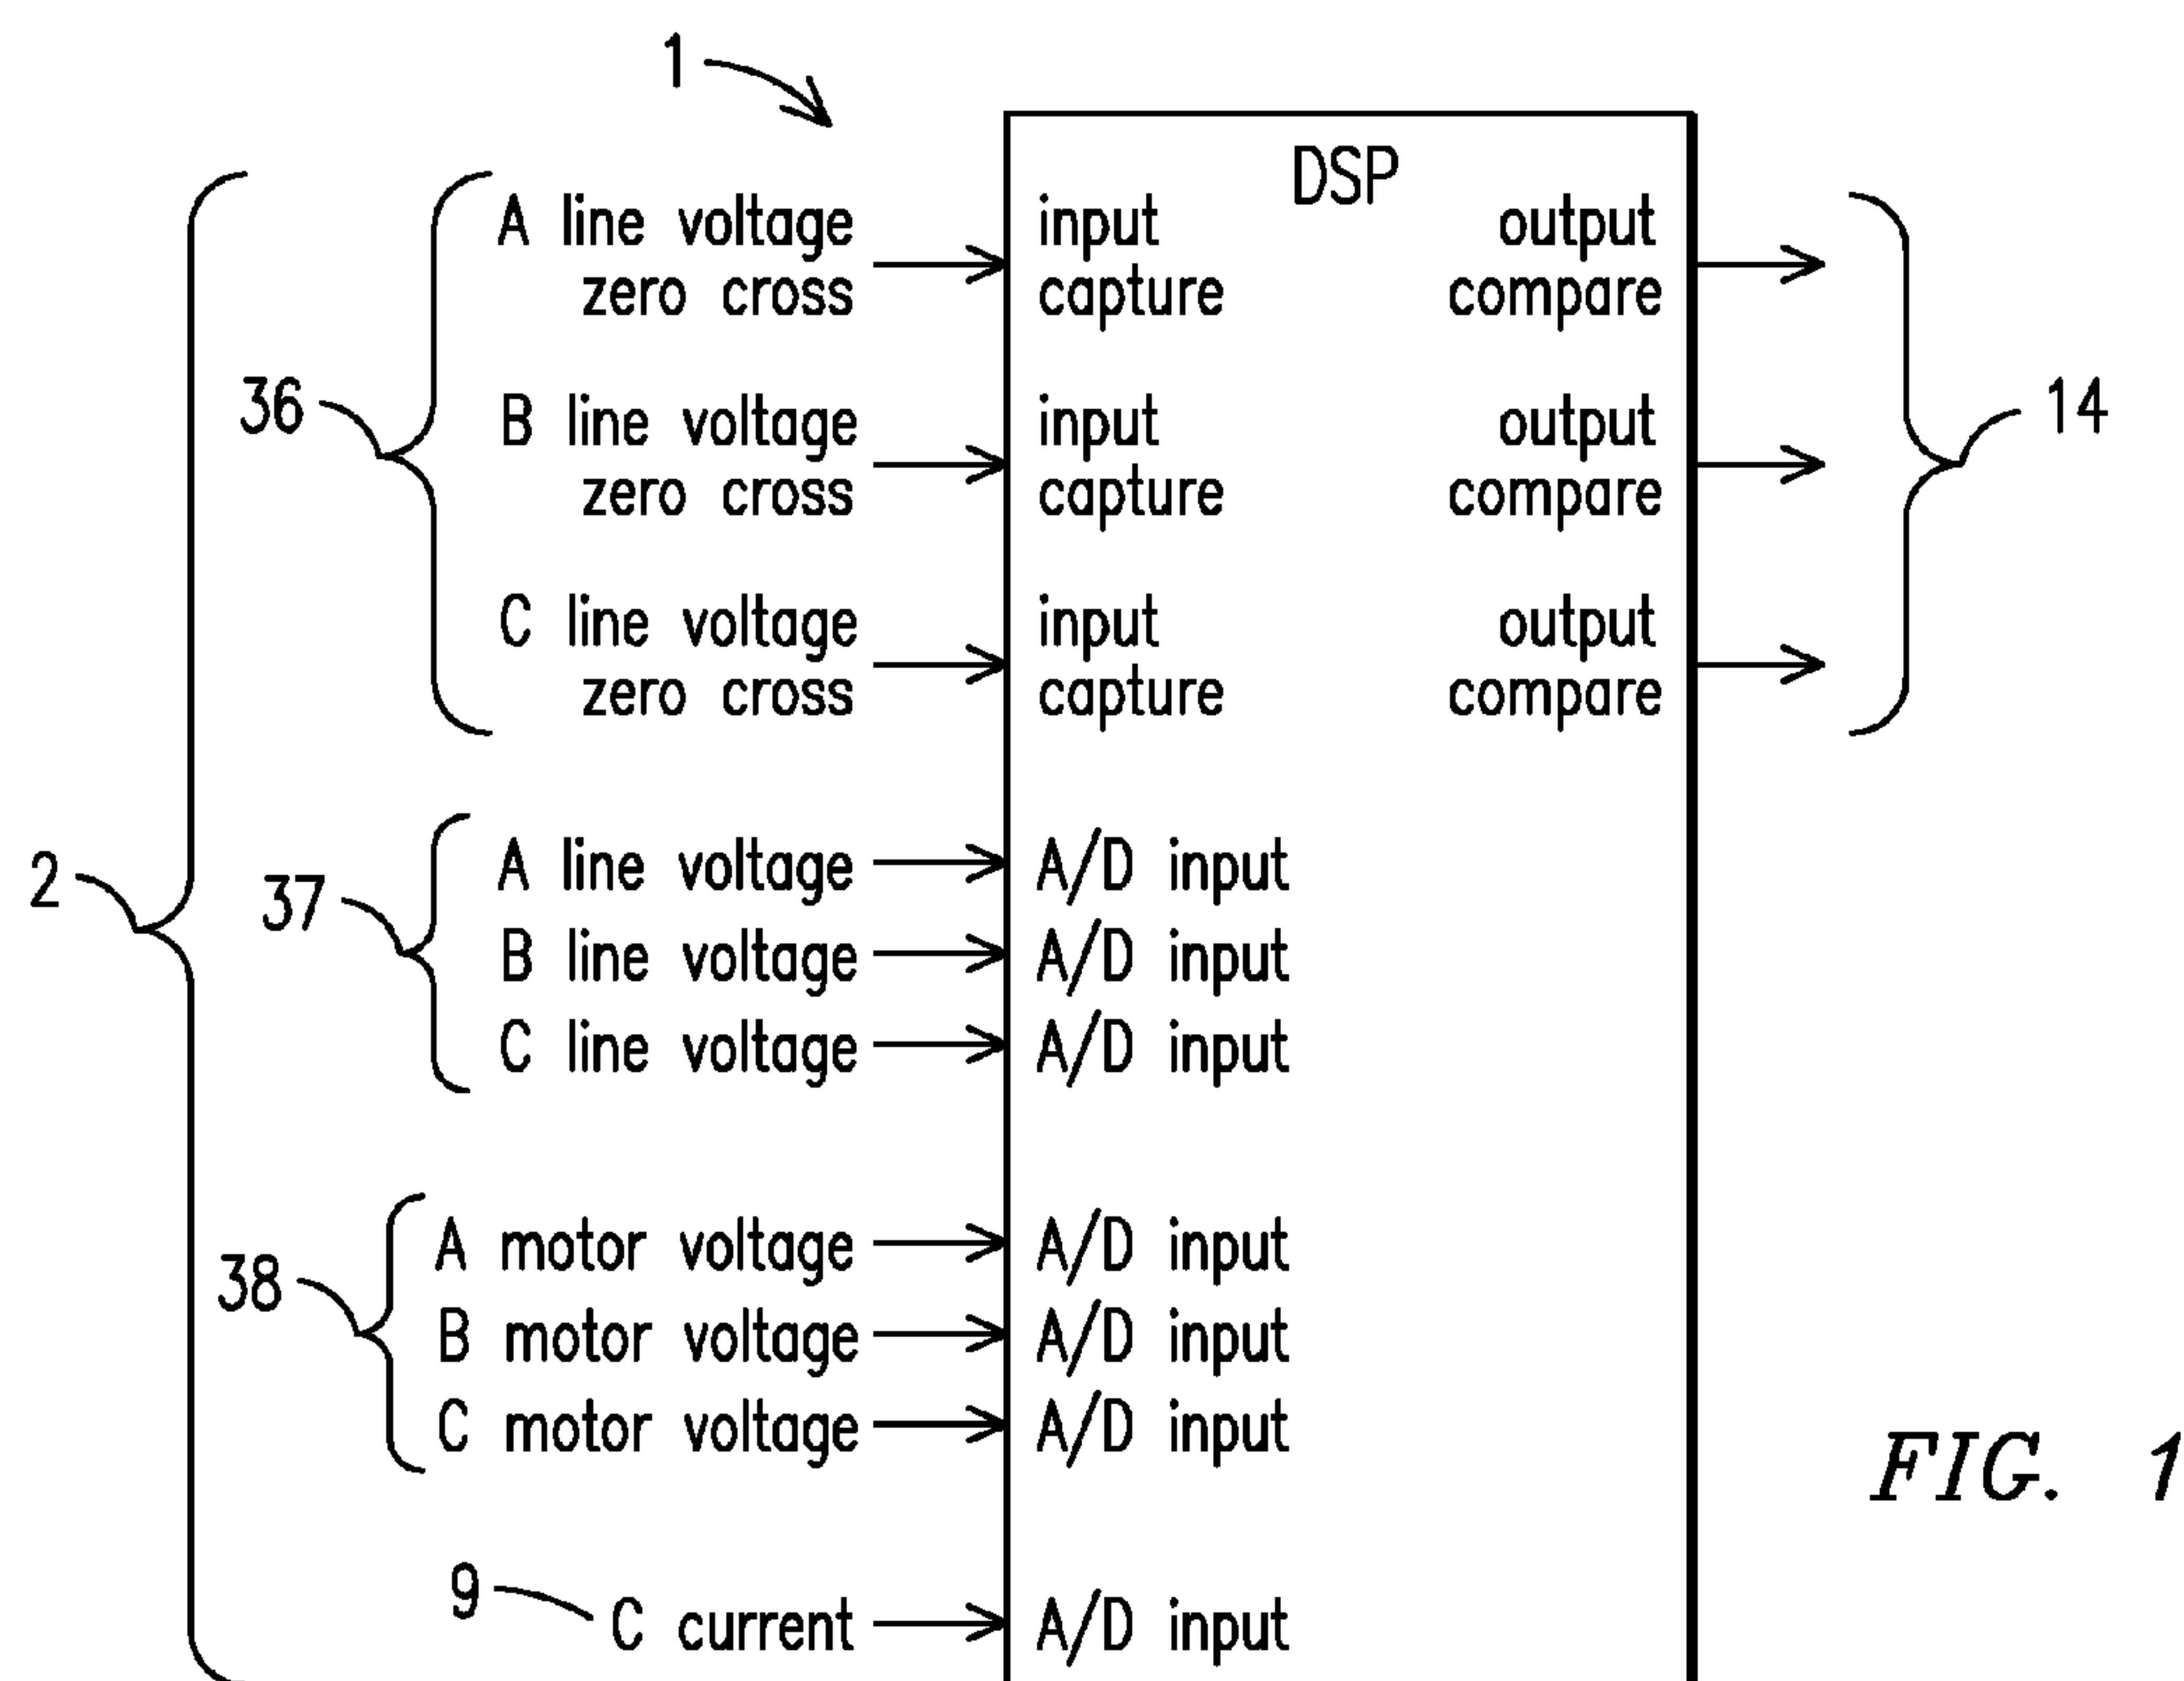 1
DSP
A line voltage
zero cross
input
capture
output
compare
36
B line voltage
zero cross
input
capture
output
compare
14
C line voltage
zero cross
input
capture
output
compare
2
37
A line voltage
A/D input
B line voltage
A/D input
C line voltage
A/D input
38
A motor voltage
A/D input
B motor voltage
A/D input
C motor voltage
A/D input
FIG. 1
9
C current
A/D input